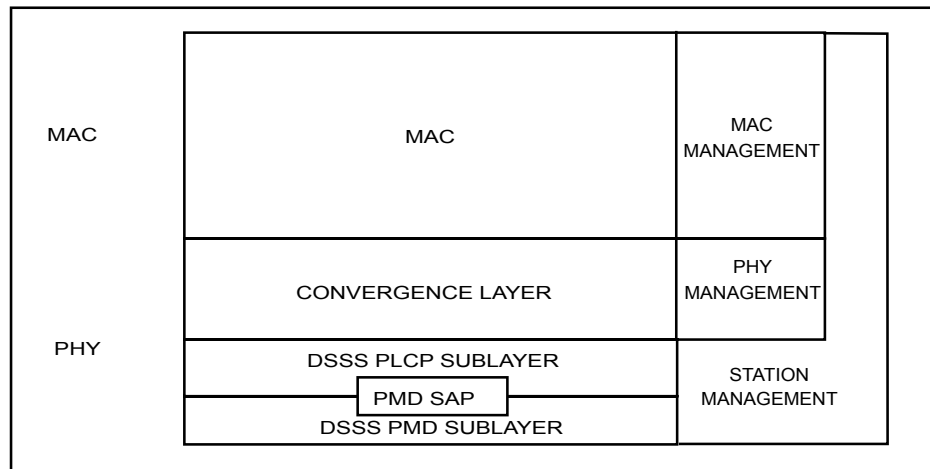 MAC
MAC
MAC
MANAGEMENT
CONVERGENCE LAYER
PHY
MANAGEMENT
PHY
DSSS PLCP SUBLAYER
PMD SAP
DSSS PMD SUBLAYER
STATION
MANAGEMENT